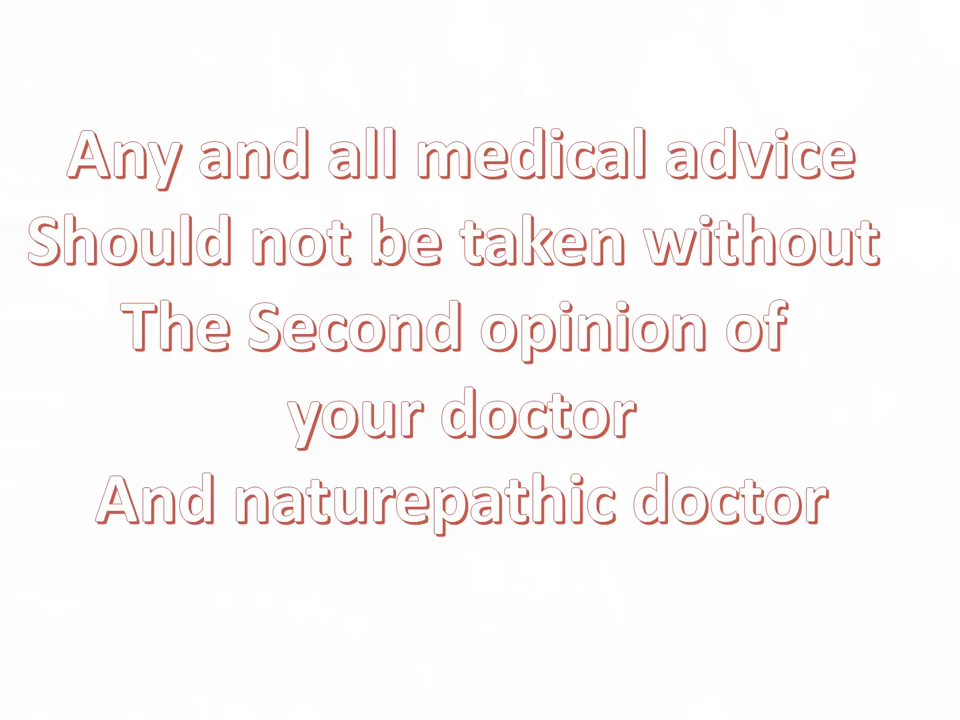 Any and all medical advice
Should not be taken without
The Second opinion of
your doctor
And naturepathic doctor